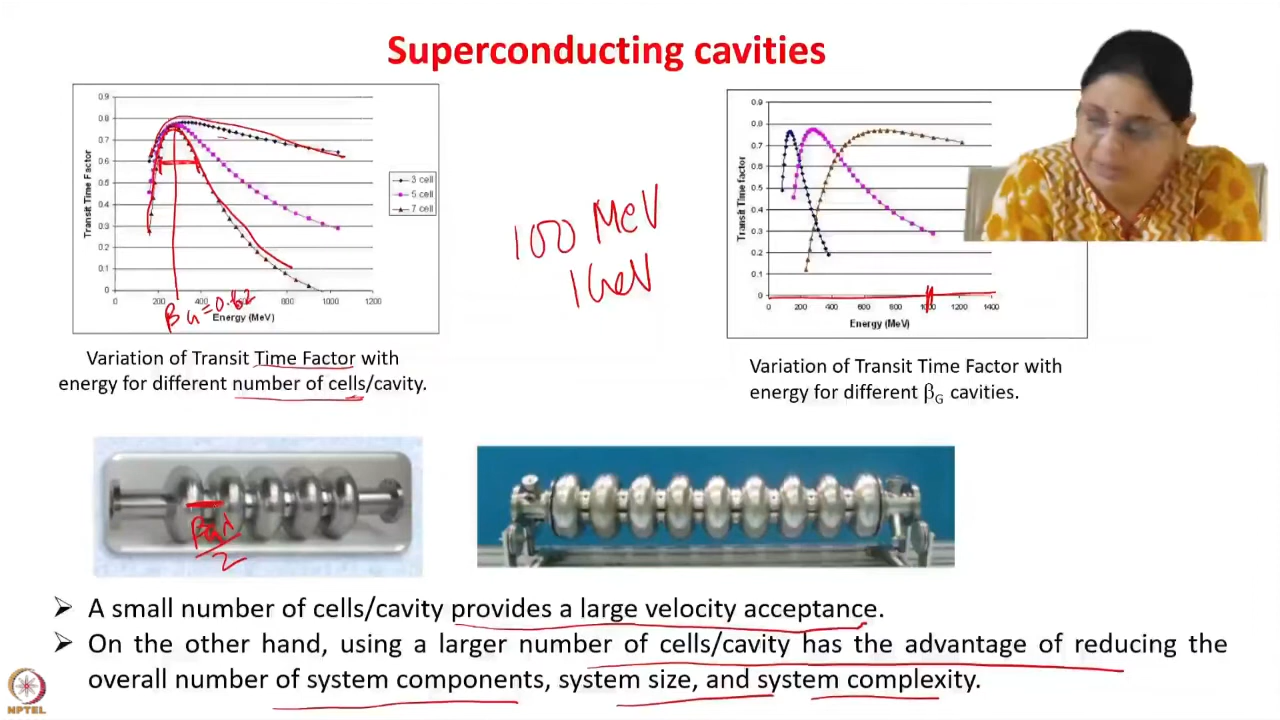 Superconducting cavities
0.9
0.8
0.7
0.6
0.5
0.4
0.3
0.2
0.1
0
0 200 400 600 800 1000 1200
Transit Time Factor
Energy (MeV)
3 cell
5 cell
7 cell
βG=0.62
100 MeV
1GeV
0.9
0.8
0.7
0.6
0.5
0.4
0.3
0.2
0.1
0
0 200 400 600 800 1000 1200 1400
Transit Time factor
Energy (MeV)
Variation of Transit Time Factor with
energy for different number of cells/cavity.
Variation of Transit Time Factor with
energy for different βG cavities.
βGλ
2
➤ A small number of cells/cavity provides a large velocity acceptance.
➤ On the other hand, using a larger number of cells/cavity has the advantage of reducing the
overall number of system components, system size, and system complexity.
NPTEL